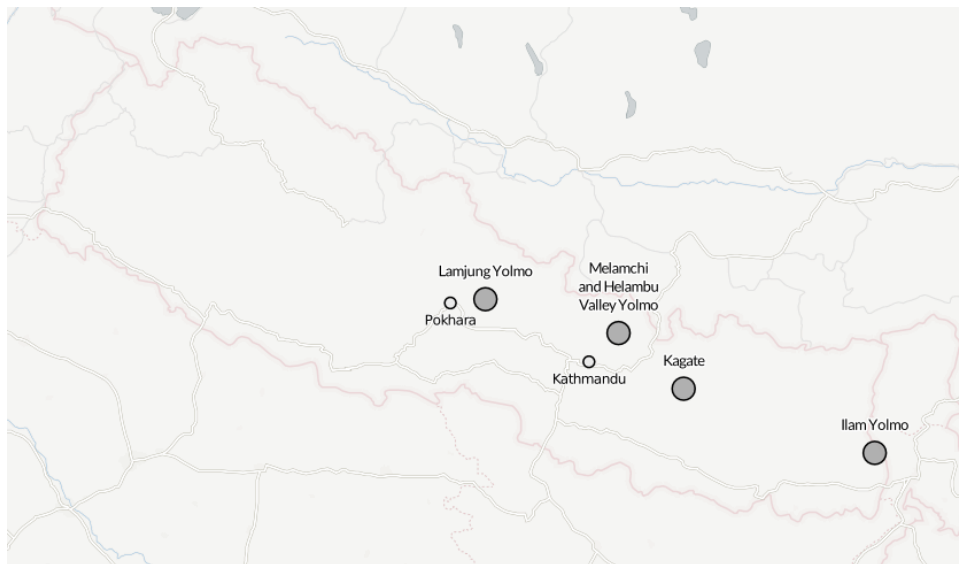 Lamjung Yolmo
Pokhara
Melamchi
and Helambu
Valley Yolmo
Kathmandu
Kagate
Ilam Yolmo